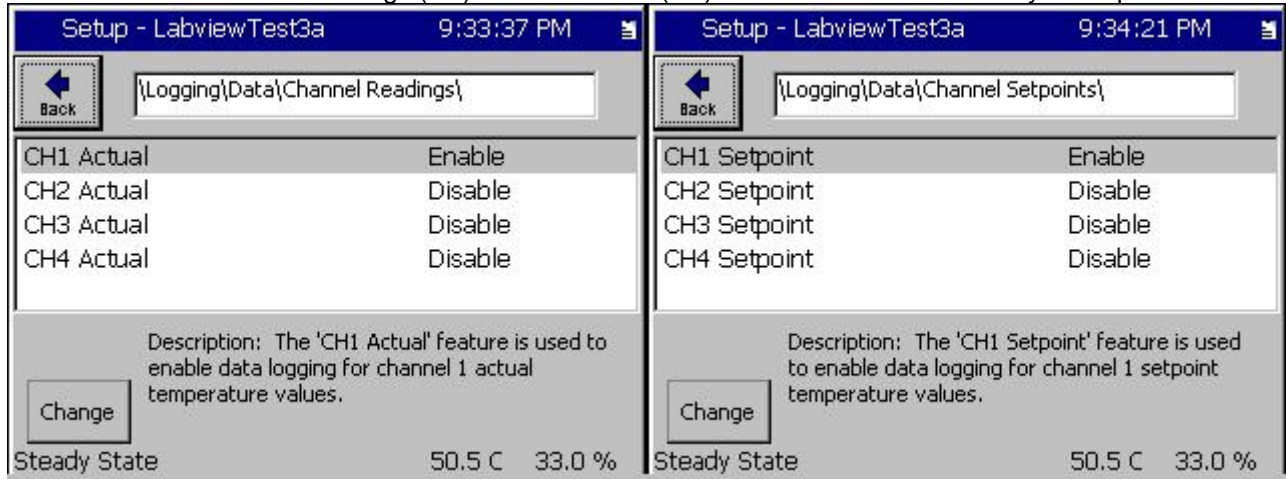 Setup - LabviewTest3a 9:33:37 PM
Back \Logging\Data\Channel Readings\
CH1 Actual Enable
CH2 Actual Disable
CH3 Actual Disable
CH4 Actual Disable
Description: The 'CH1 Actual' feature is used to
enable data logging for channel 1 actual
temperature values.
Change
Steady State 50.5 C 33.0 %
Setup - LabviewTest3a 9:34:21 PM
Back \Logging\Data\Channel Setpoints\
CH1 Setpoint Enable
CH2 Setpoint Disable
CH3 Setpoint Disable
CH4 Setpoint Disable
Description: The 'CH1 Setpoint' feature is used
to enable data logging for channel 1 setpoint
temperature values.
Change
Steady State 50.5 C 33.0 %